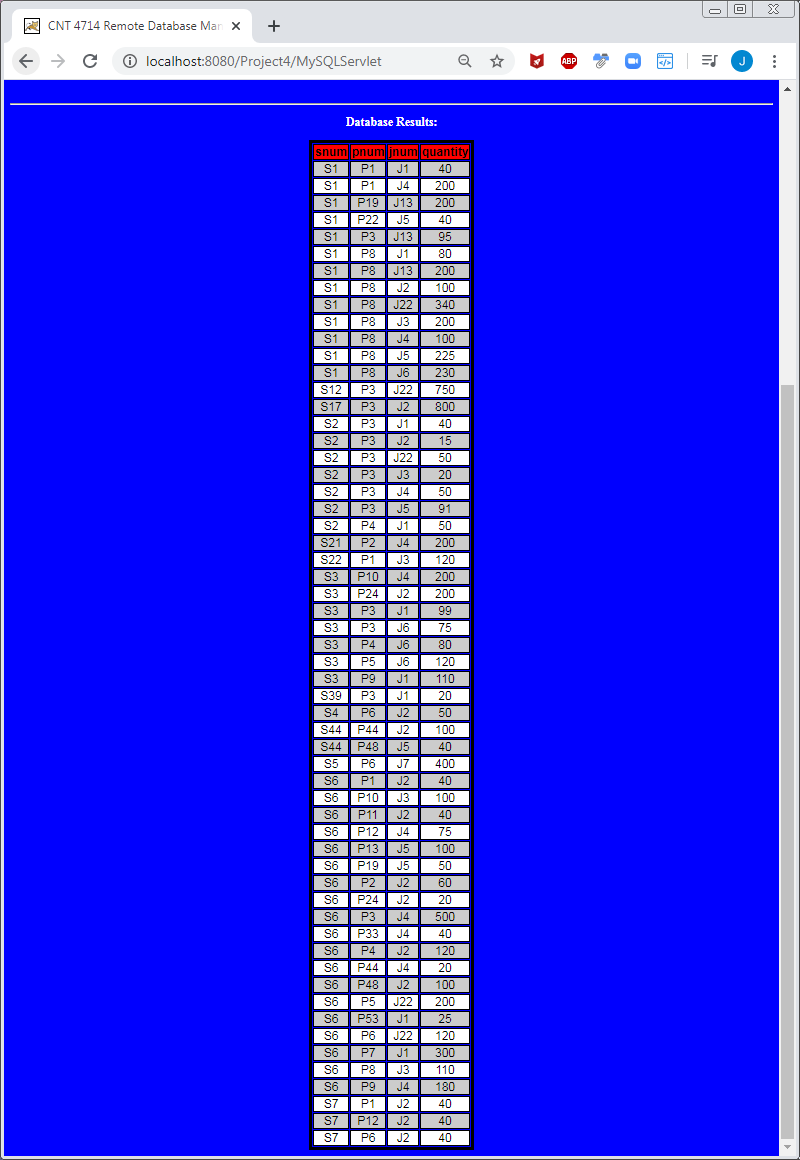 CNT 4714 Remote Database Man
localhost:8080/Project4/MySQLServlet
ABP
J
Database Results:
snum pnum jnum quantity
S1 P1 J1 40
S1 P1 J4 200
S1 P19 J13 200
S1 P22 J5 40
S1 P3 J13 95
S1 P8 J1 80
S1 P8 J13 200
S1 P8 J2 100
S1 P8 J22 340
S1 P8 J3 200
S1 P8 J4 100
S1 P8 J5 225
S1 P8 J6 230
S12 P3 J22 750
S17 P3 J2 800
S2 P3 J1 40
S2 P3 J2 15
S2 P3 J22 50
S2 P3 J3 20
S2 P3 J4 50
S2 P3 J5 91
S2 P4 J1 50
S21 P2 J4 200
S22 P1 J3 120
S3 P10 J4 200
S3 P24 J2 200
S3 P3 J1 99
S3 P3 J6 75
S3 P4 J6 80
S3 P5 J6 120
S3 P9 J1 110
S39 P3 J1 20
S4 P6 J2 50
S44 P44 J2 100
S44 P48 J5 40
S5 P6 J7 400
S6 P1 J2 40
S6 P10 J3 100
S6 P11 J2 40
S6 P12 J4 75
S6 P13 J5 100
S6 P19 J5 50
S6 P2 J2 60
S6 P24 J2 20
S6 P3 J4 500
S6 P33 J4 40
S6 P4 J2 120
S6 P44 J4 20
S6 P48 J2 100
S6 P5 J22 200
S6 P53 J1 25
S6 P6 J22 120
S6 P7 J1 300
S6 P8 J3 110
S6 P9 J4 180
S7 P1 J2 40
S7 P12 J2 40
S7 P6 J2 40